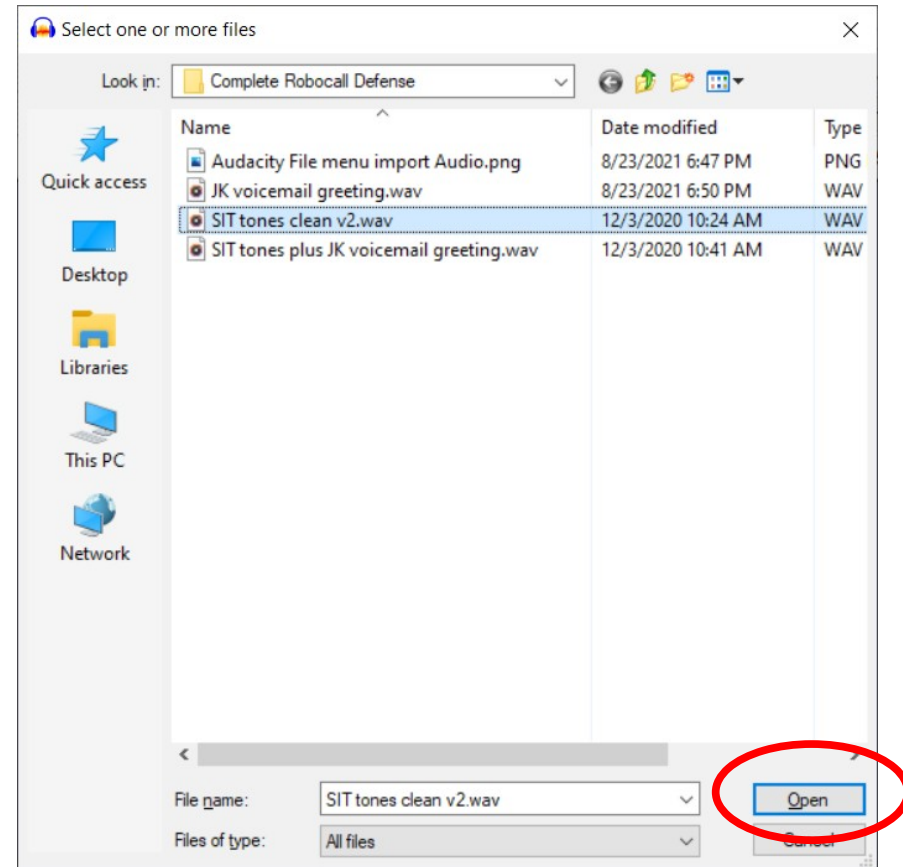 Select one or more files
Look in: Complete Robocall Defense
Name Date modified Type
Audacity File menu import Audio.png 8/23/2021 6:47 PM PNG
JK voicemail greeting.wav 8/23/2021 6:50 PM WAV
SIT tones clean v2.wav 12/3/2020 10:24 AM WAV
SIT tones plus JK voicemail greeting.wav 12/3/2020 10:41 AM WAV
Quick access
Desktop
Libraries
This PC
Network
File name: SIT tones clean v2.wav Open
Files of type: All files Cancel